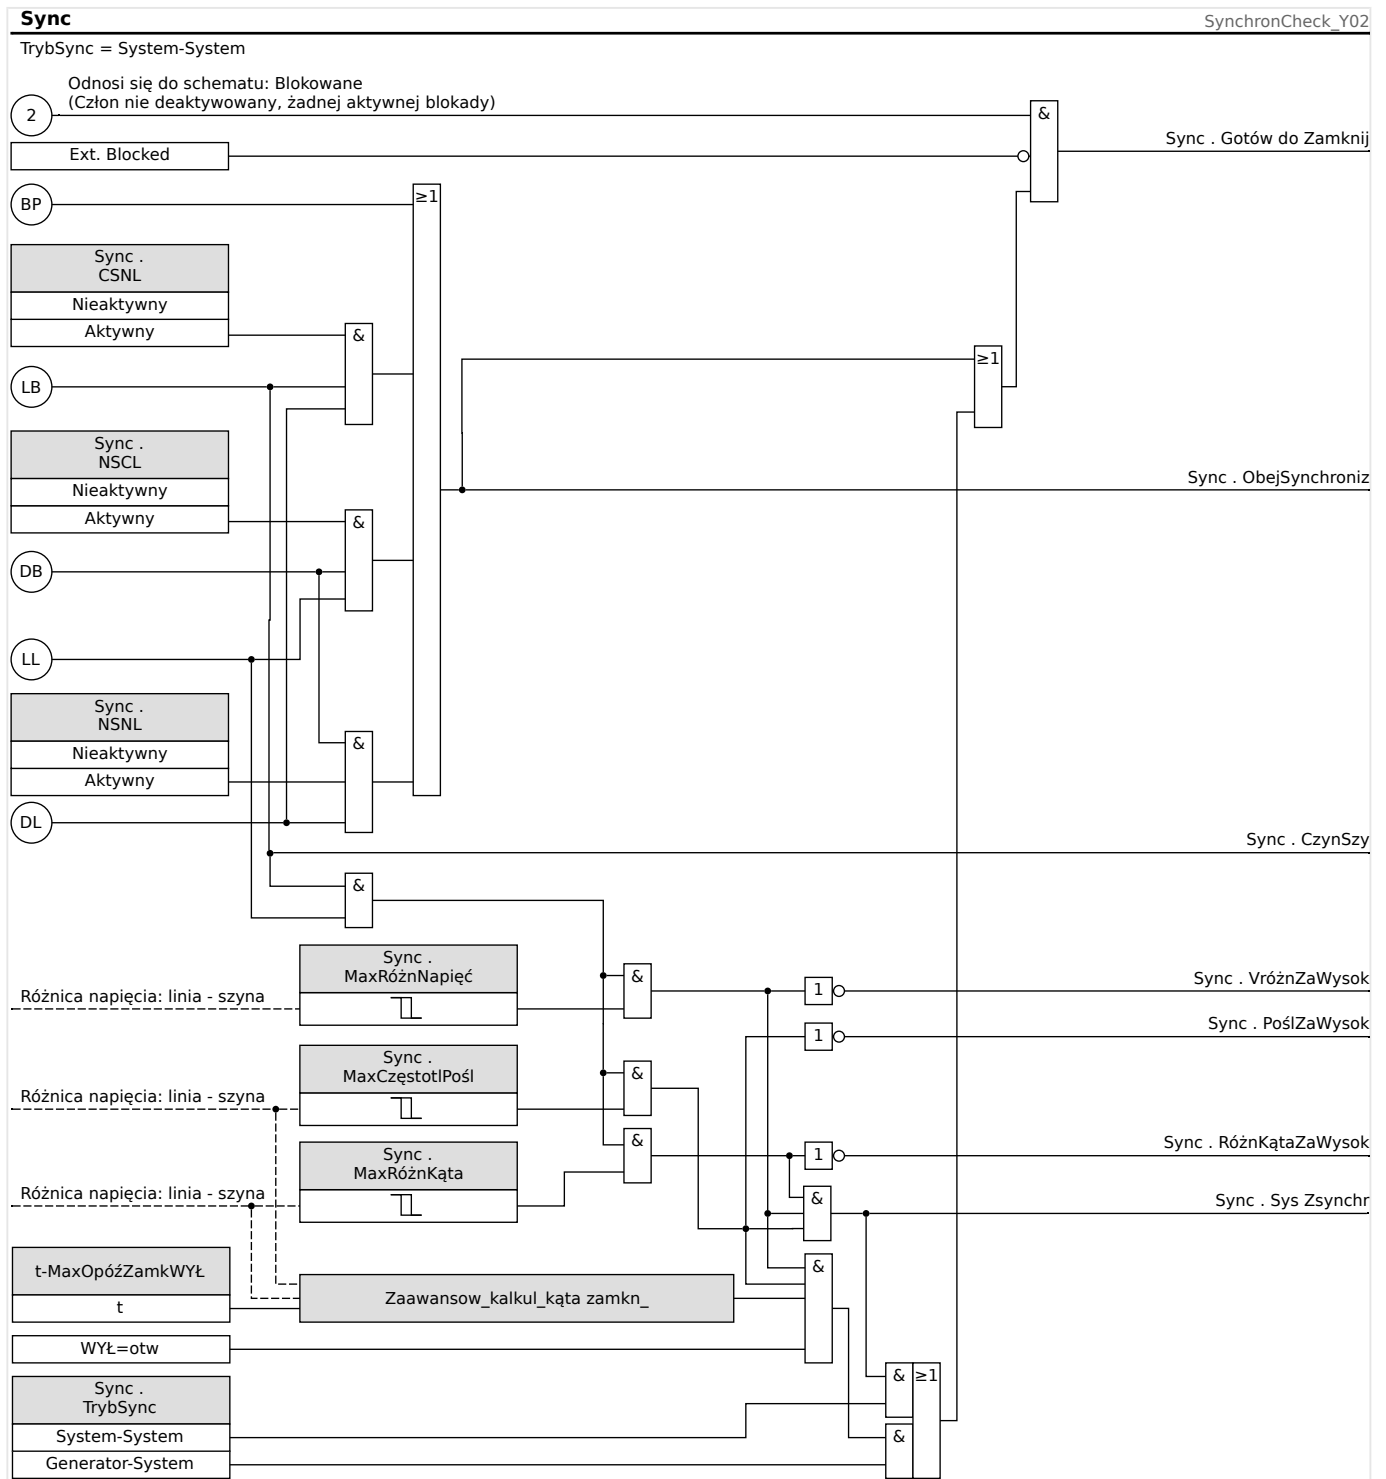 Sync
SynchronCheck_Y02
TrybSync = System-System
Odnosi się do schematu: Blokowane
(Człon nie deaktywowany, żadnej aktywnej blokady)
2
&
Sync . Gotów do Zamknij
Ext. Blocked
BP
≥1
Sync .
CSNL
Nieaktywny
Aktywny
&
≥1
LB
Sync .
NSCL
Nieaktywny
Aktywny
&
Sync . ObejSynchroniz
DB
LL
Sync .
NSNL
Nieaktywny
Aktywny
&
DL
Sync . CzynSzy
&
Sync .
MaxRóżnNapięć
Różnica napięcia: linia - szyna
&
1
Sync . VróżnZaWysok
1
Sync . PoślZaWysok
Sync .
MaxCzęstotlPośl
Różnica napięcia: linia - szyna
&
Sync .
MaxRóżnKąta
Różnica napięcia: linia - szyna
&
1
Sync . RóżnKątaZaWysok
&
Sync . Sys Zsynchr
t-MaxOpóźZamkWYŁ
t
Zaawansow_kalkul_kąta zamkn_
&
WYŁ=otw
Sync .
TrybSync
System-System
Generator-System
&
≥1
&